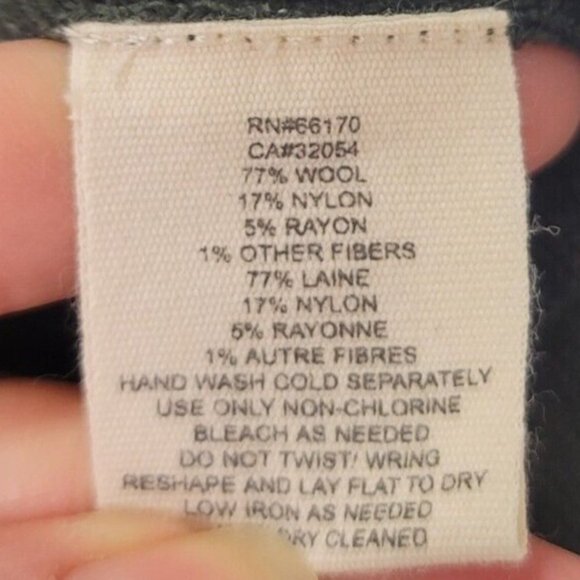 RN#66170
CA#32054
77% WOOL
17% NYLON
5% RAYON
1% OTHER FIBERS
77% LAINE
17% NYLON
5% RAYONNE
1% AUTRE FIBRES
HAND WASH COLD SEPARATELY
USE ONLY NON-CHLORINE
BLEACH AS NEEDED
DO NOT TWIST/ WRING
RESHAPE AND LAY FLAT TO DRY
LOW IRON AS NEEDED
DRY CLEANED